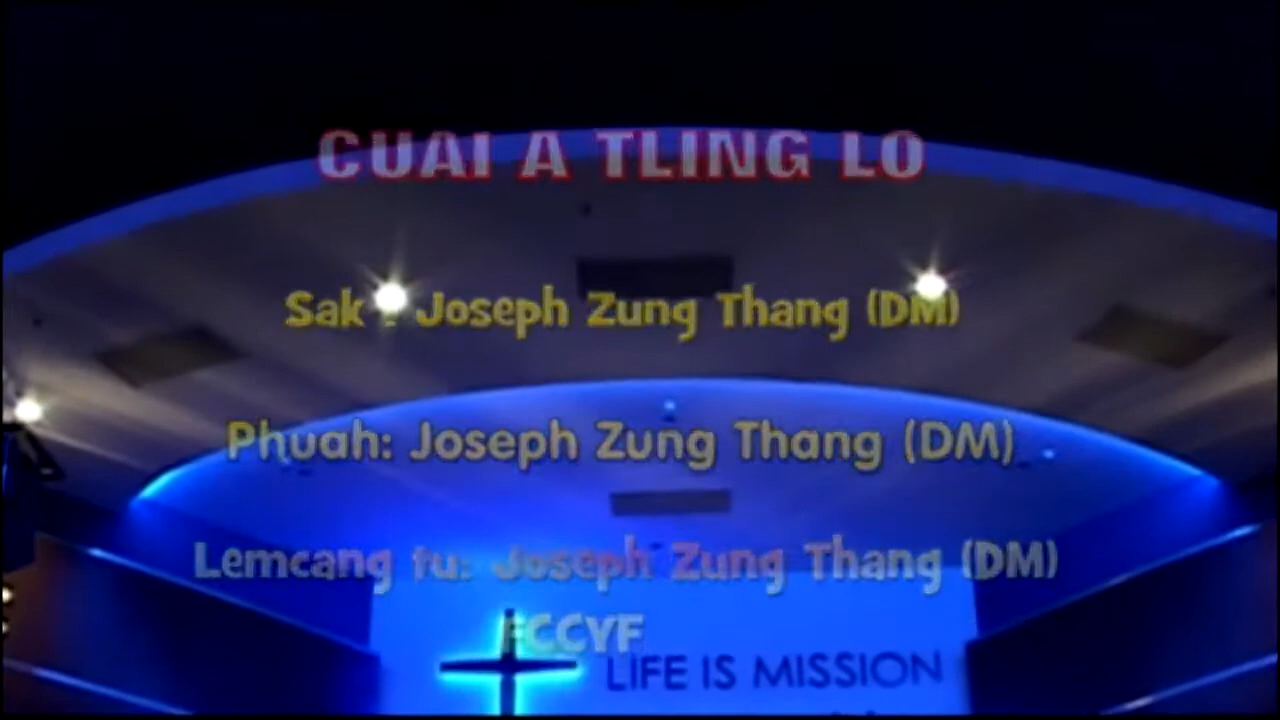 CUAI A TLING LO
Sak : Joseph Zung Thang (DM)
Phuah: Joseph Zung Thang (DM)
Lemcang tu: Joseph Zung Thang (DM)
FCCYF
LIFE IS MISSION